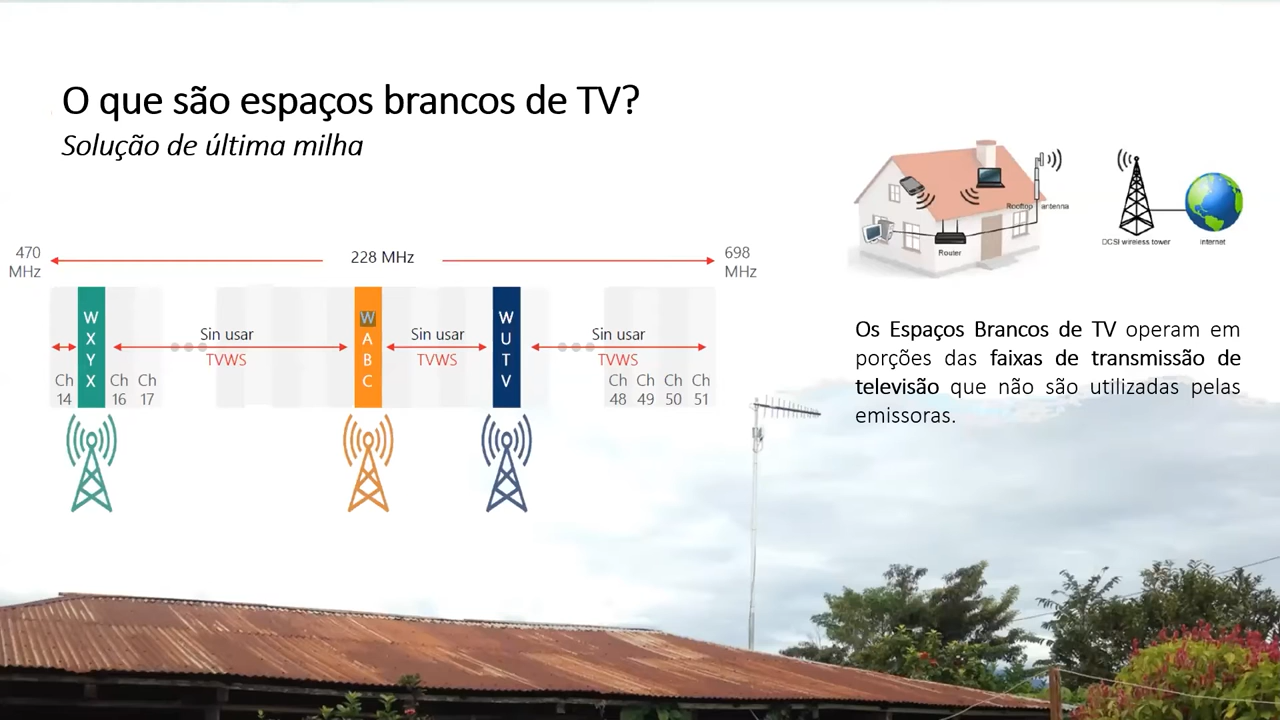 O que são espaços brancos de TV?
Solução de última milha
470
MHz
228 MHz
698
MHz
W
X
Y
X
W
A
B
C
W
U
T
V
Sin usar
TVWS
Sin usar
TVWS
Sin usar
TVWS
Ch
14
Ch
16
Ch
17
Ch
48
Ch
49
Ch
50
Ch
51
Rooftop antenna
Router
DCSI wireless tower
Internet
Os Espaços Brancos de TV operam em
porções das faixas de transmissão de
televisão que não são utilizadas pelas
emissoras.